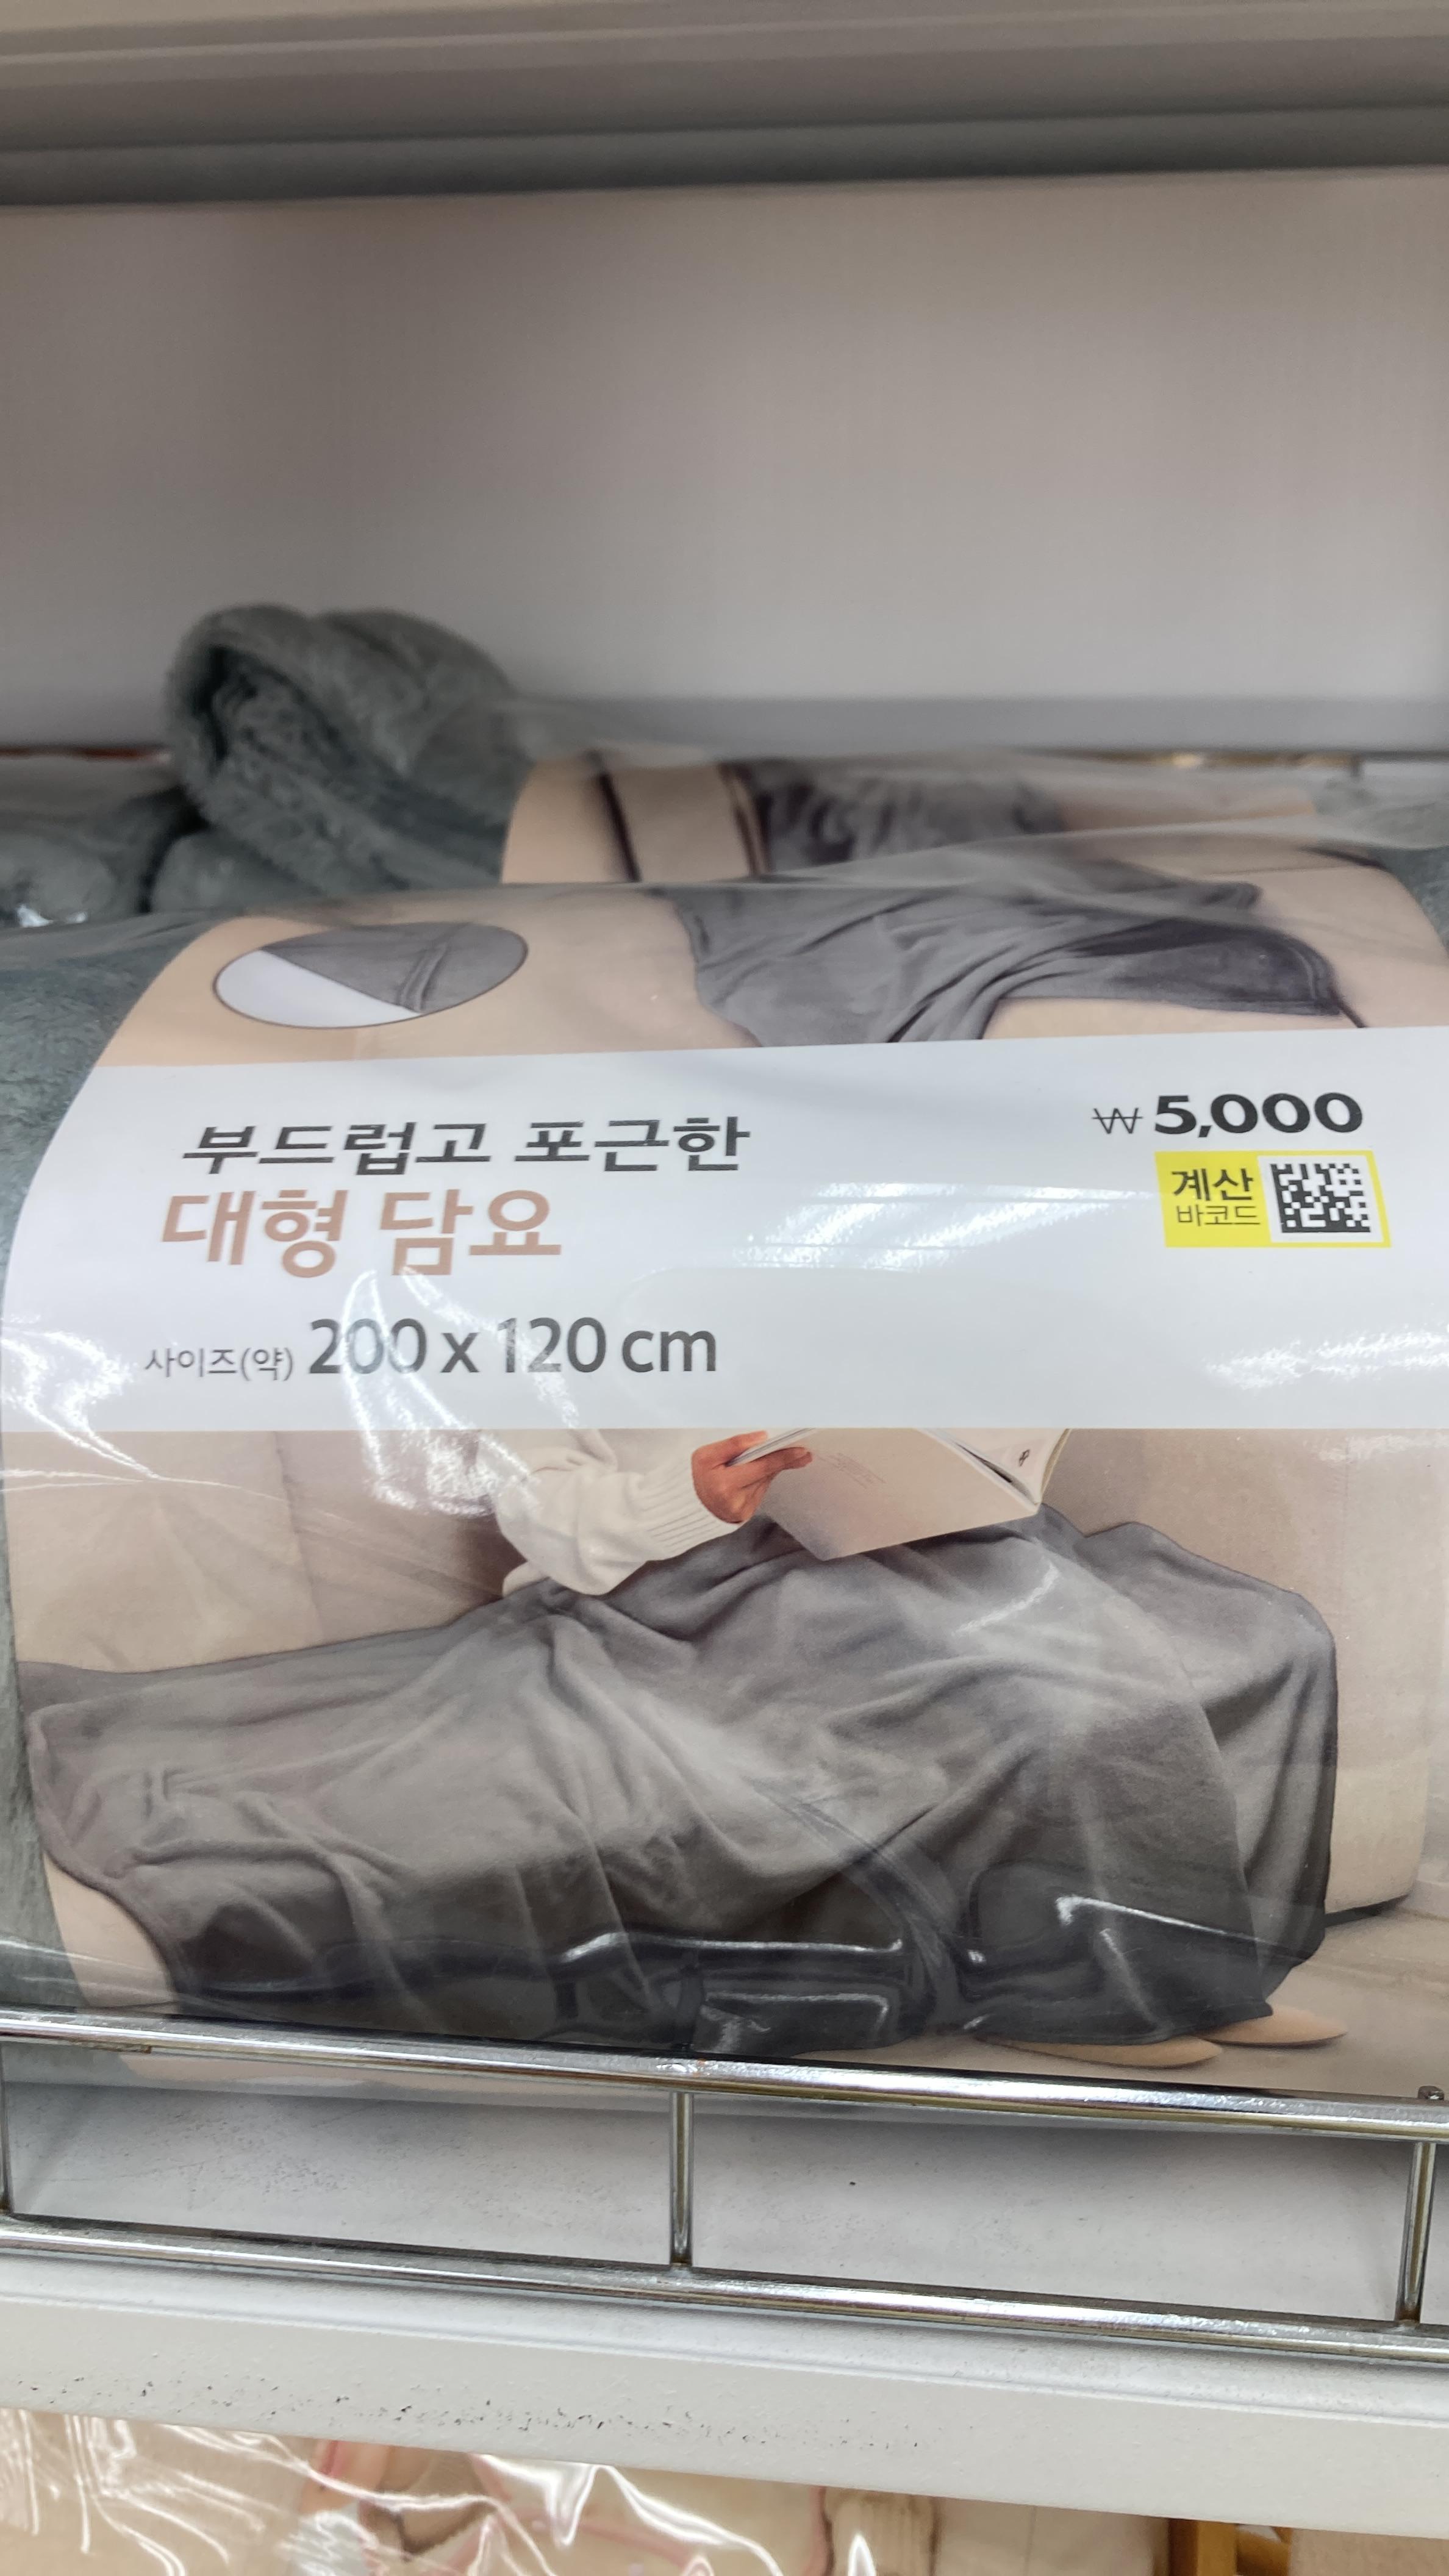 부드럽고 포근한
대형 담요
사이즈(약) 200 x 120 cm
₩ 5,000
계산
바코드